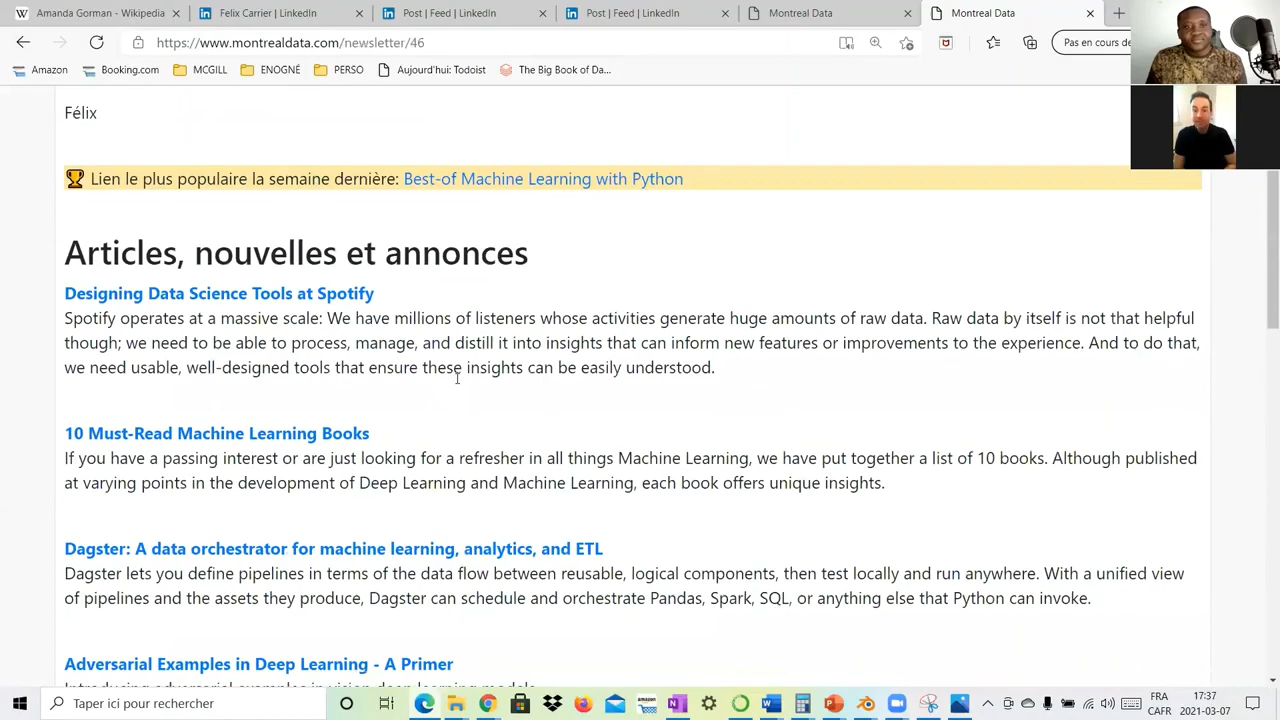 Amanda Gorman - Wikipedia
Felix Carrier | LinkedIn
Post | Feed | LinkedIn
Post | Feed | LinkedIn
Montreal Data
Montreal Data
https://www.montrealdata.com/newsletter/46
Pas en cours de
Amazon
Booking.com
MCGILL
ENOGNÉ
PERSO
Aujourd'hui: Todoist
The Big Book of Da...
Félix
Lien le plus populaire la semaine dernière: Best-of Machine Learning with Python
Articles, nouvelles et annonces
Designing Data Science Tools at Spotify
Spotify operates at a massive scale: We have millions of listeners whose activities generate huge amounts of raw data. Raw data by itself is not that helpful
though; we need to be able to process, manage, and distill it into insights that can inform new features or improvements to the experience. And to do that,
we need usable, well-designed tools that ensure these insights can be easily understood.
10 Must-Read Machine Learning Books
If you have a passing interest or are just looking for a refresher in all things Machine Learning, we have put together a list of 10 books. Although published
at varying points in the development of Deep Learning and Machine Learning, each book offers unique insights.
Dagster: A data orchestrator for machine learning, analytics, and ETL
Dagster lets you define pipelines in terms of the data flow between reusable, logical components, then test locally and run anywhere. With a unified view
of pipelines and the assets they produce, Dagster can schedule and orchestrate Pandas, Spark, SQL, or anything else that Python can invoke.
Adversarial Examples in Deep Learning - A Primer
Introducing adversarial examples in vision deep learning models
Taper ici pour rechercher
FRA
CAFR
17:37
2021-03-07